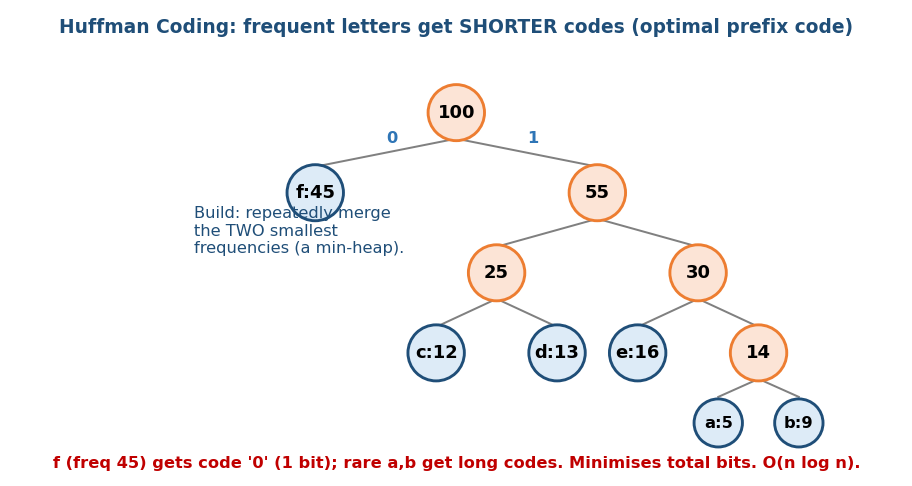 Huffman Coding: frequent letters get SHORTER codes (optimal prefix code)
100
0
1
f:45
55
Build: repeatedly merge
the TWO smallest
frequencies (a min-heap).
25
30
c:12
d:13
e:16
14
a:5
b:9
f (freq 45) gets code '0' (1 bit); rare a,b get long codes. Minimises total bits. O(n log n).